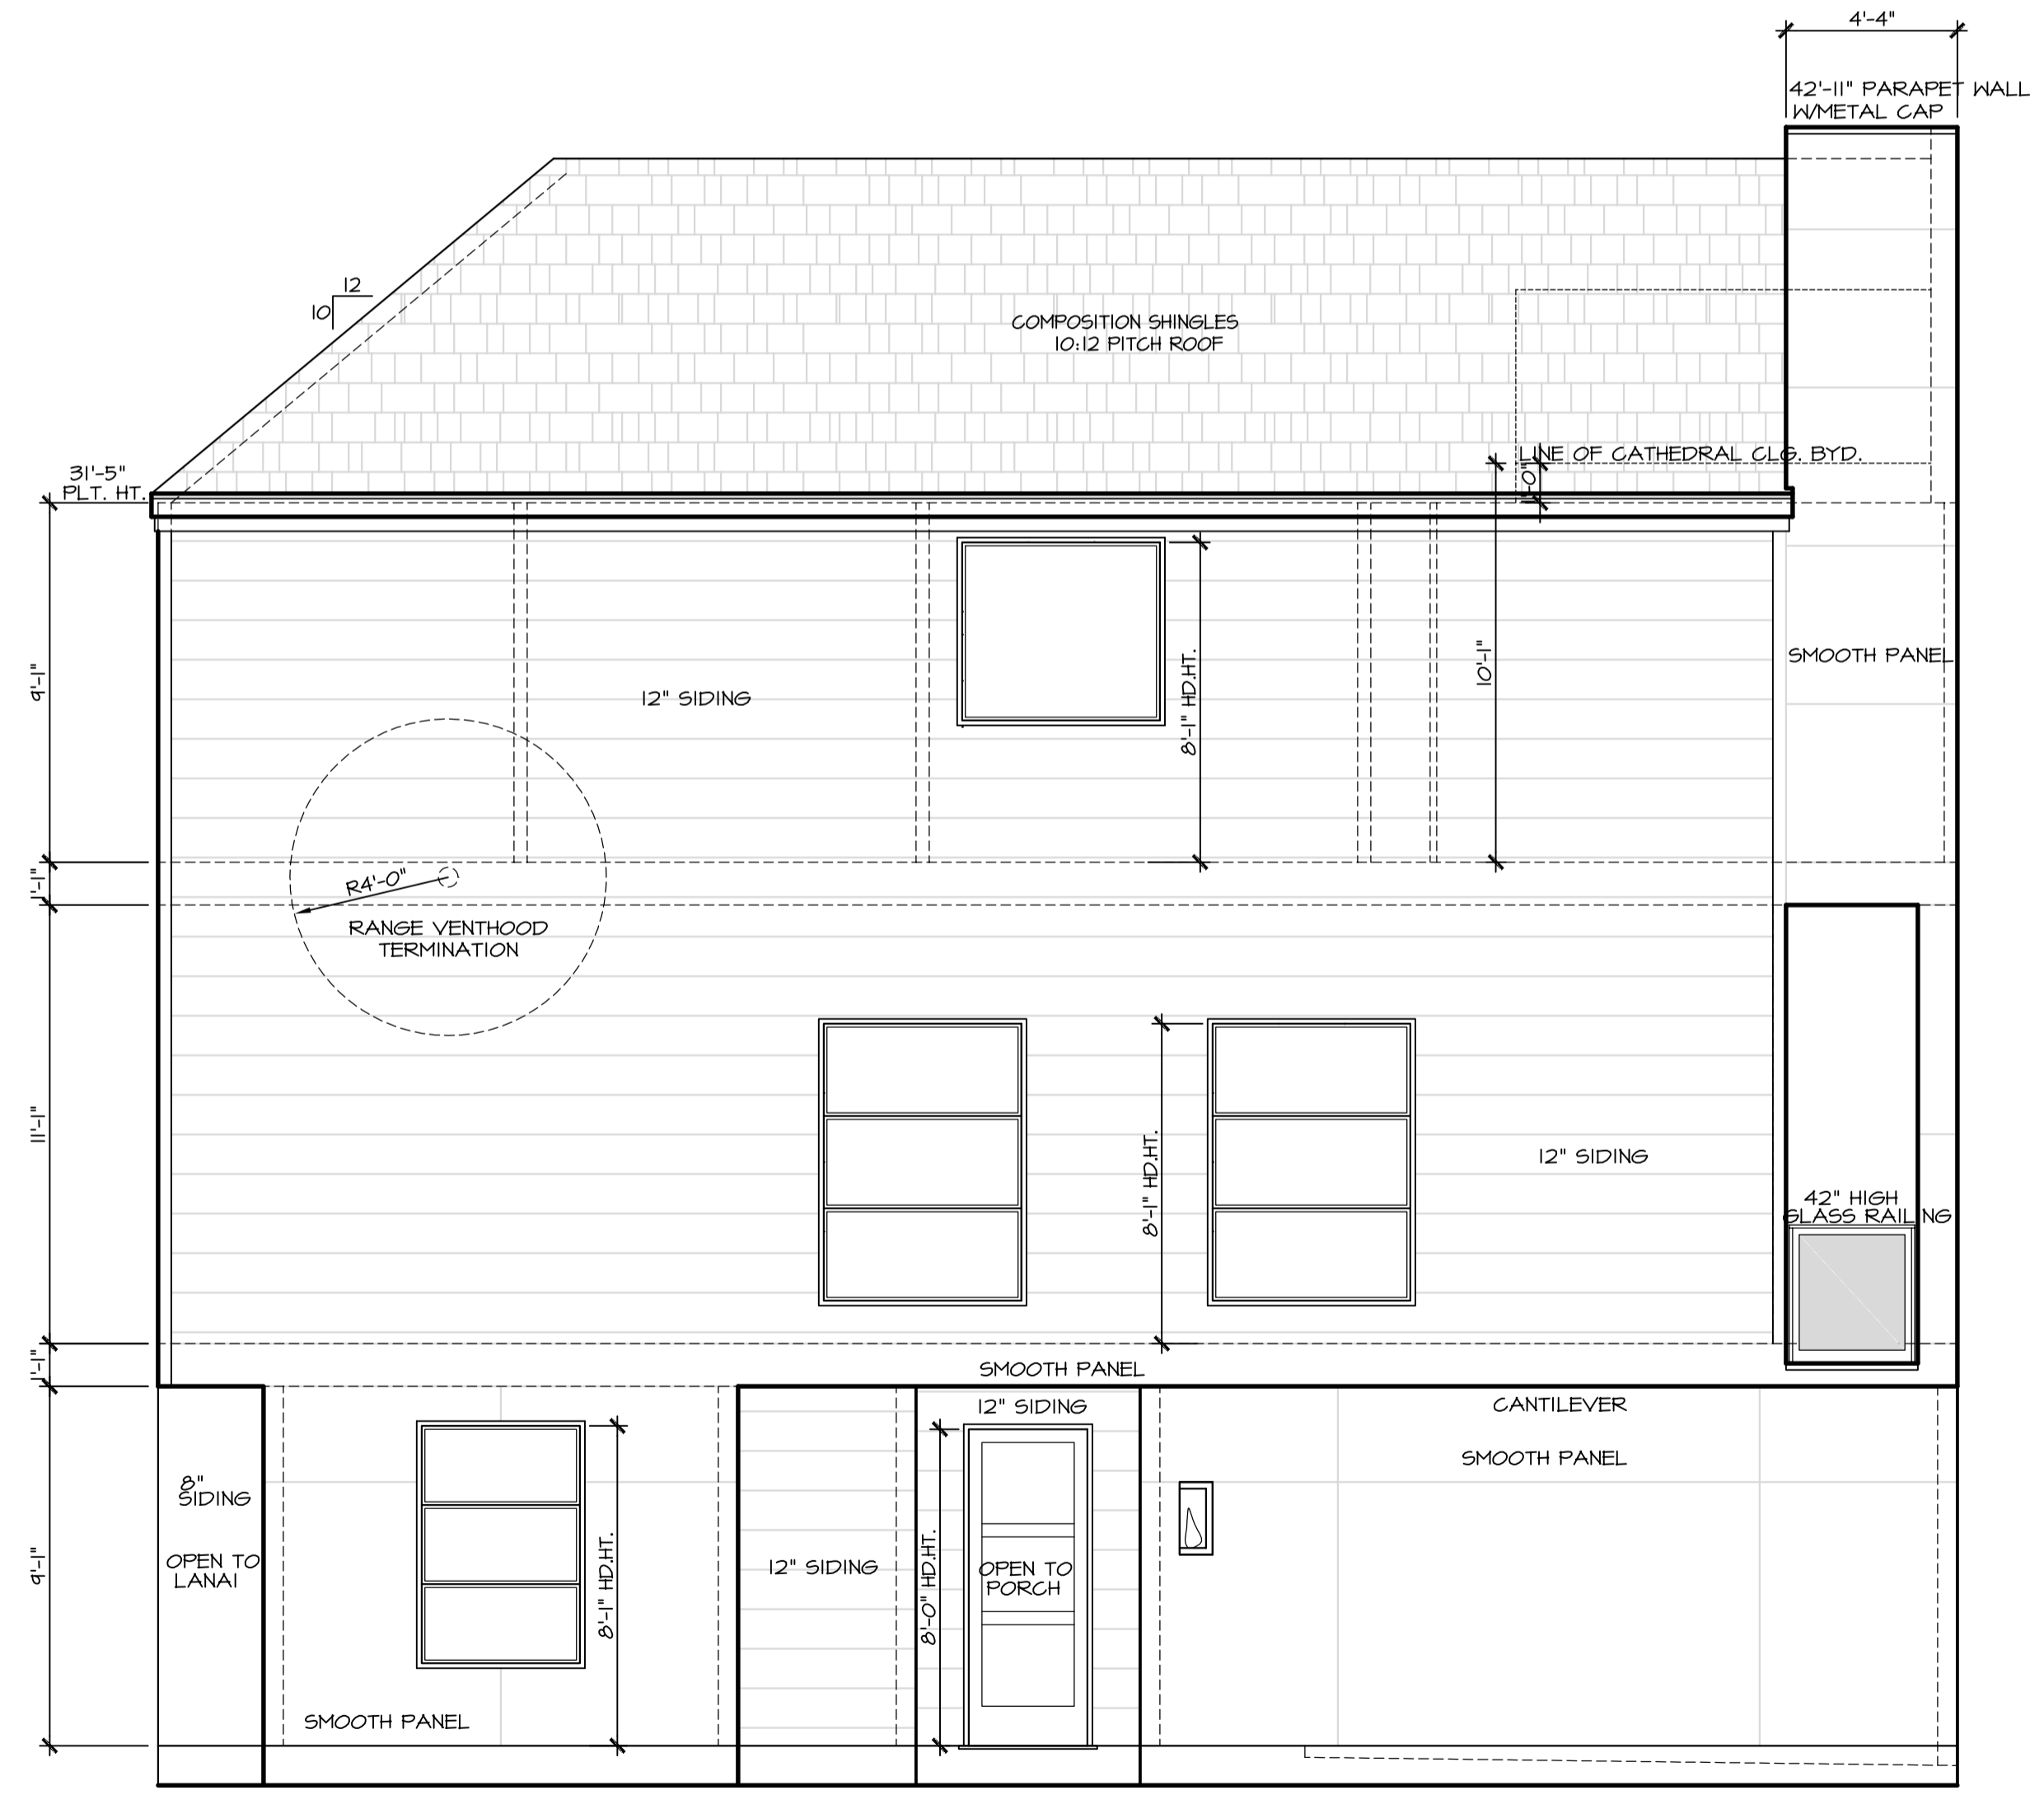 4'-4"
42'-11" PARAPET WALL
W/METAL CAP
12
10
COMPOSITION SHINGLES
10:12 PITCH ROOF
LINE OF CATHEDRAL CLG. BYD.
31'-5"
PLT. HT.
9'-1"
12" SIDING
8'-1" HD.HT.
10'-1"
SMOOTH PANEL
1'-1"
R4'-0"
RANGE VENTHOOD
TERMINATION
11'-1"
8'-1" HD.HT.
12" SIDING
42" HIGH
GLASS RAILING
1'-1"
SMOOTH PANEL
12" SIDING
CANTILEVER
SMOOTH PANEL
8"
SIDING
OPEN TO
LANAI
9'-1"
8'-1" HD.HT.
12" SIDING
8'-0" HD.HT.
OPEN TO
PORCH
SMOOTH PANEL